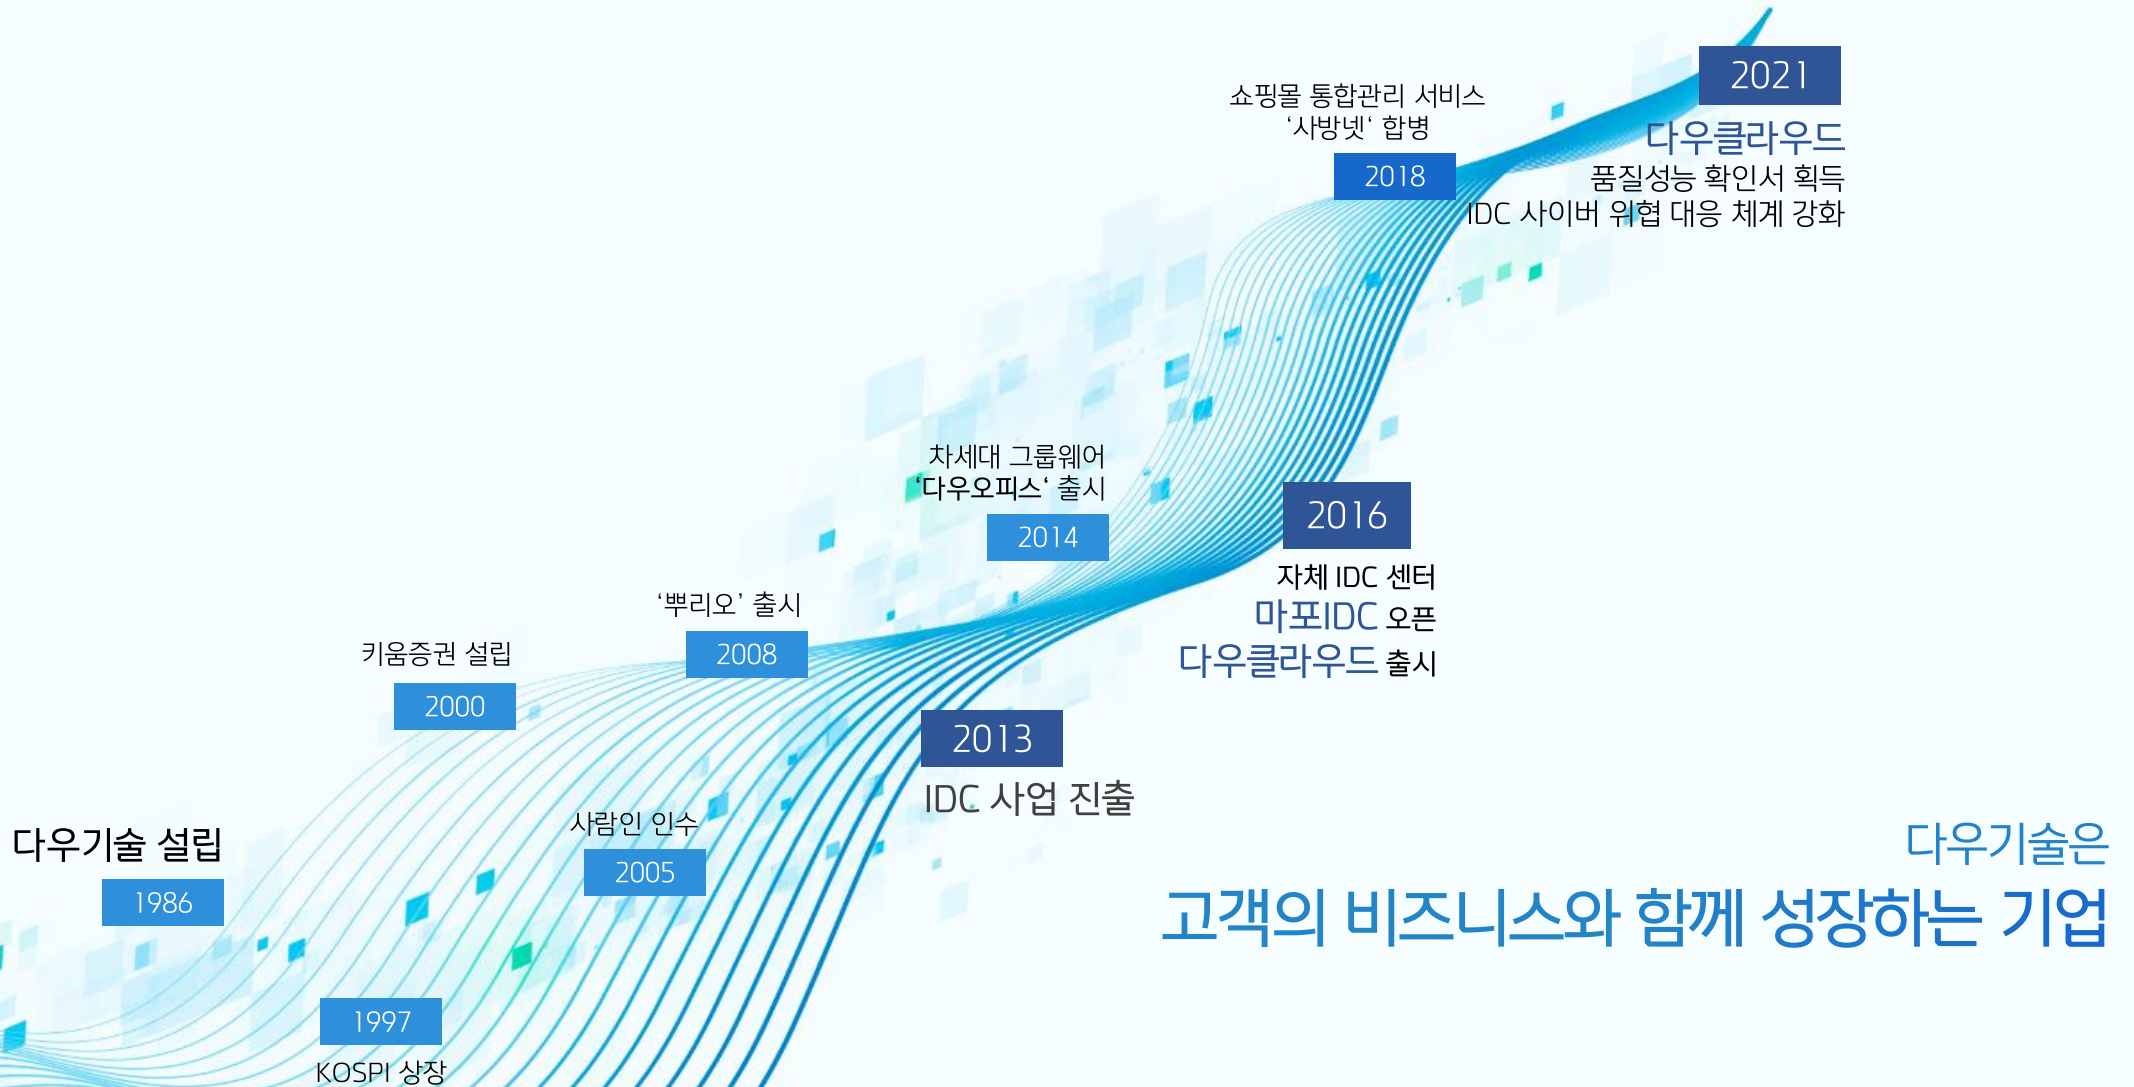 다우기술 설립
1986
1997
KOSPI 상장
키움증권 설립
2000
사람인 인수
2005
‘뿌리오’ 출시
2008
2013
IDC 사업 진출
차세대 그룹웨어
‘다우오피스‘ 출시
2014
2016
자체 IDC 센터
마포IDC 오픈
다우클라우드 출시
쇼핑몰 통합관리 서비스
‘사방넷‘ 합병
2018
2021
다우클라우드
품질성능 확인서 획득
IDC 사이버 위협 대응 체계 강화
다우기술은
고객의 비즈니스와 함께 성장하는 기업